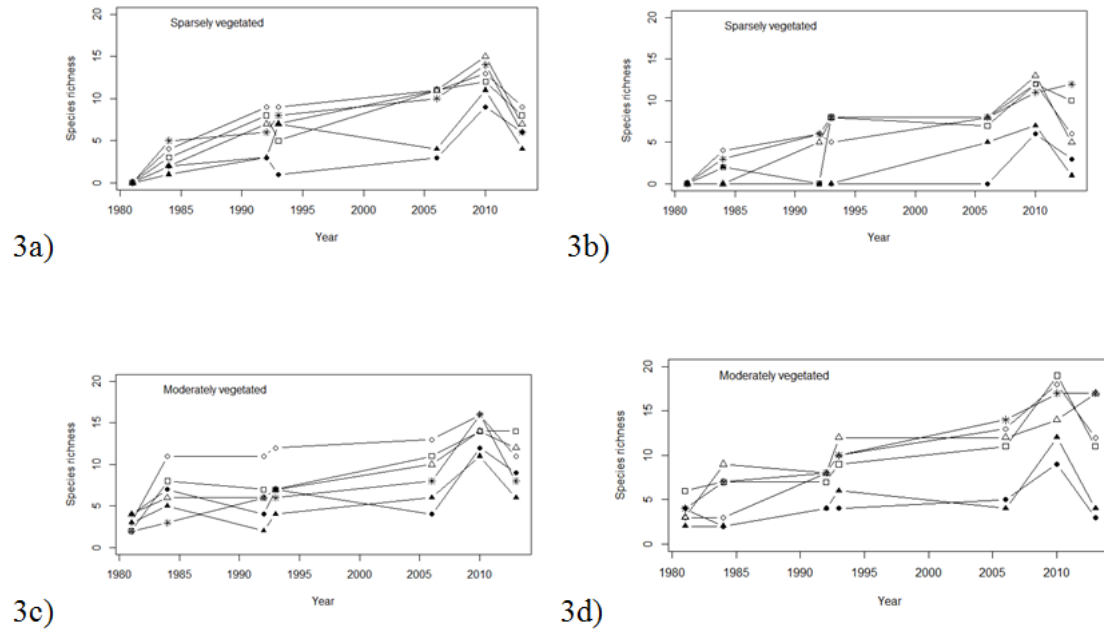 Sparsely vegetated
Species richness
0 5 10 15 20
1980 1985 1990 1995 2000 2005 2010
Year
3a)
Sparsely vegetated
Species richness
0 5 10 15 20
1980 1985 1990 1995 2000 2005 2010
Year
3b)
Moderately vegetated
Species richness
0 5 10 15 20
1980 1985 1990 1995 2000 2005 2010
Year
3c)
Moderately vegetated
Species richness
0 5 10 15 20
1980 1985 1990 1995 2000 2005 2010
Year
3d)